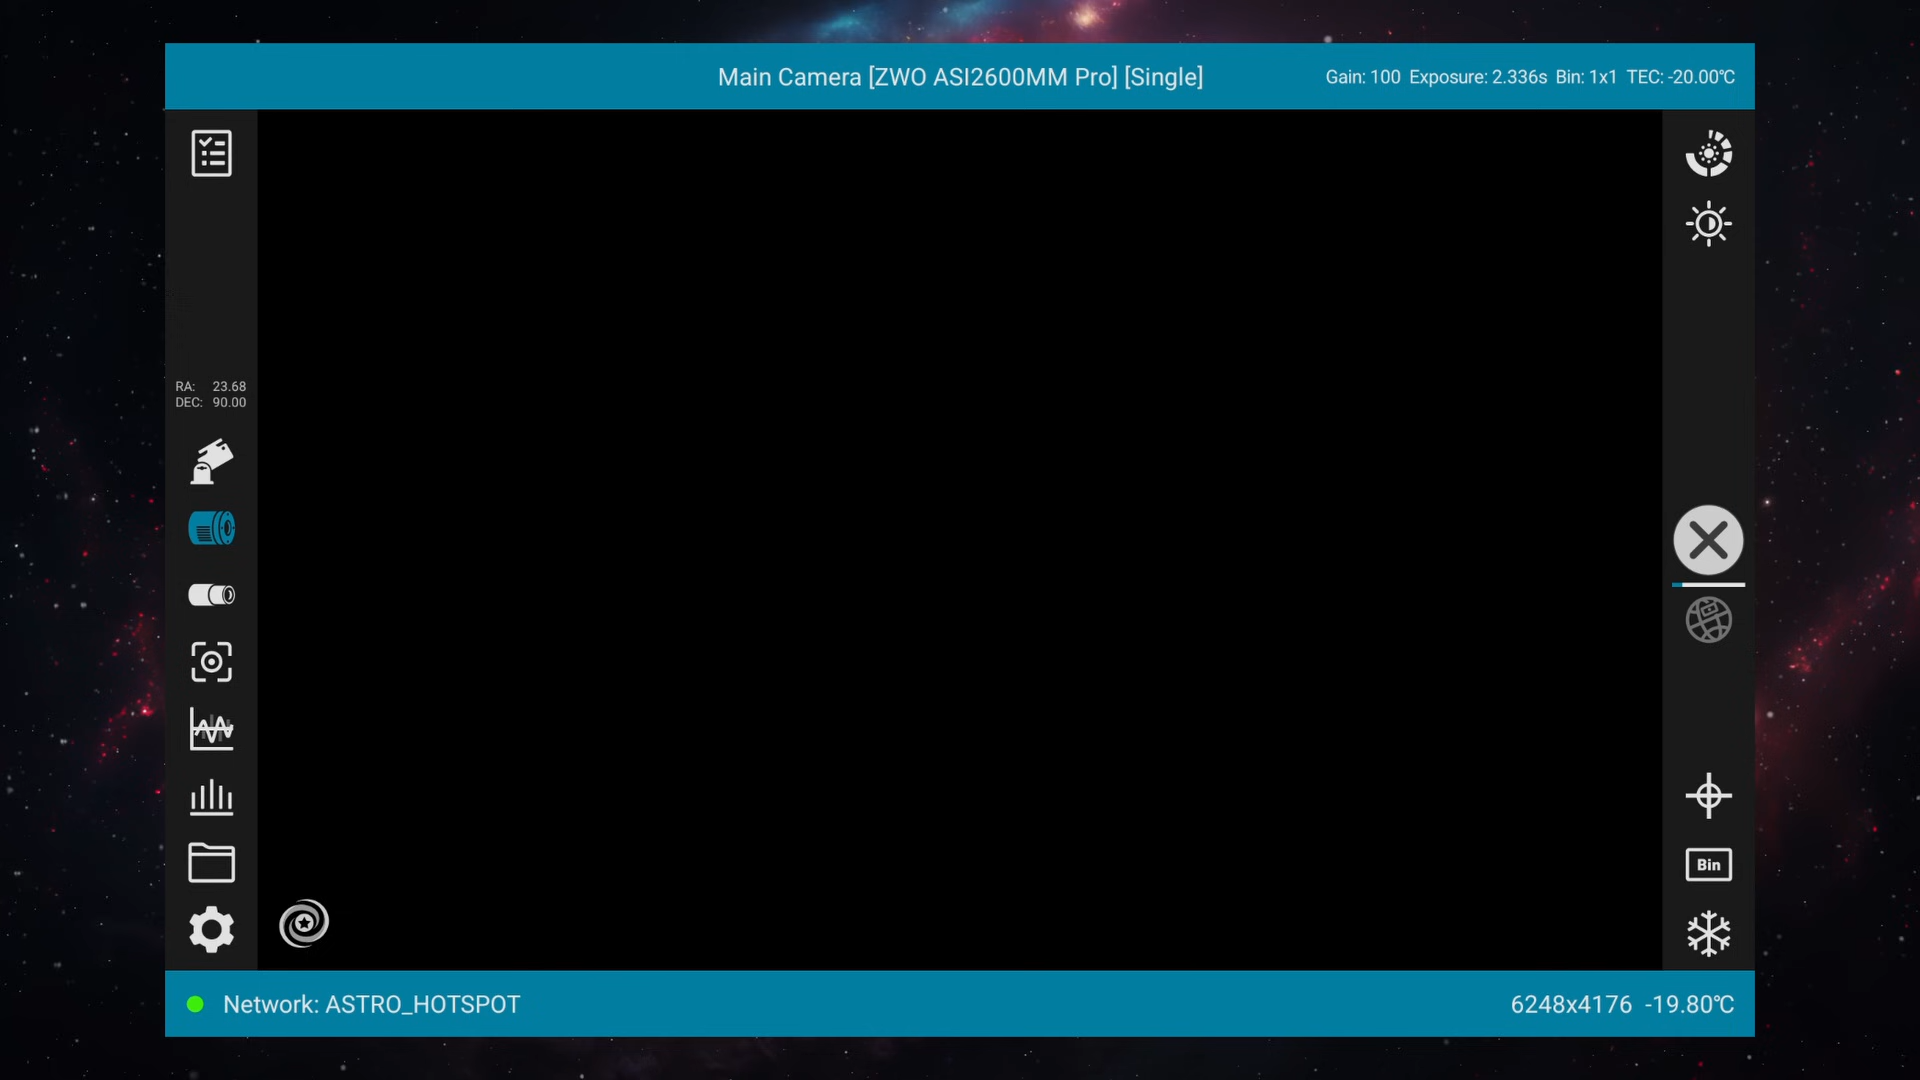 Main Camera [ZWO ASI2600MM Pro] [Single]
Gain: 100 Exposure: 2.336s Bin: 1x1 TEC: -20.00℃
RA: 23.68
DEC: 90.00
Bin
Network: ASTRO_HOTSPOT
6248x4176 -19.80℃